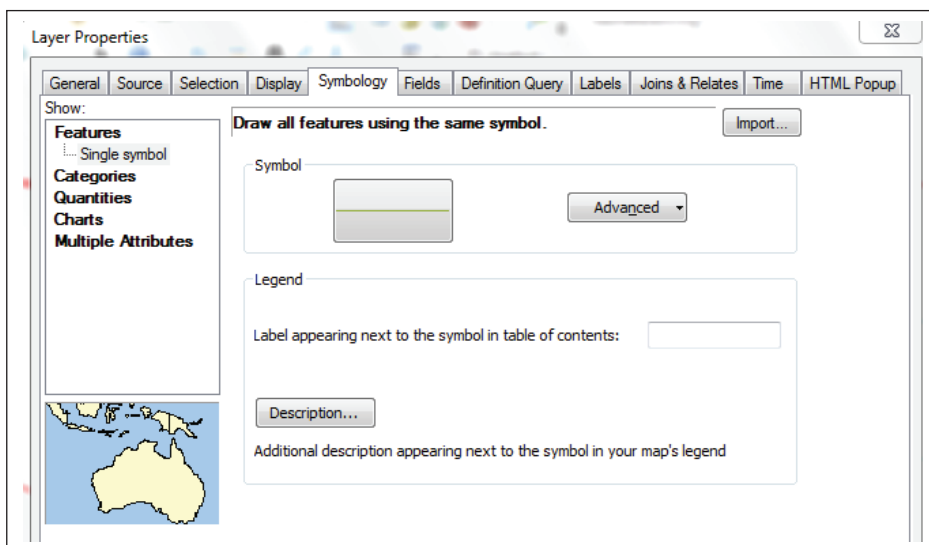 Layer Properties
General Source Selection Display Symbology Fields Definition Query Labels Joins & Relates Time HTML Popup
Show:
Features
Single symbol
Categories
Quantities
Charts
Multiple Attributes
Draw all features using the same symbol.
Import...
Symbol
Advanced
Legend
Label appearing next to the symbol in table of contents:
Description...
Additional description appearing next to the symbol in your map's legend